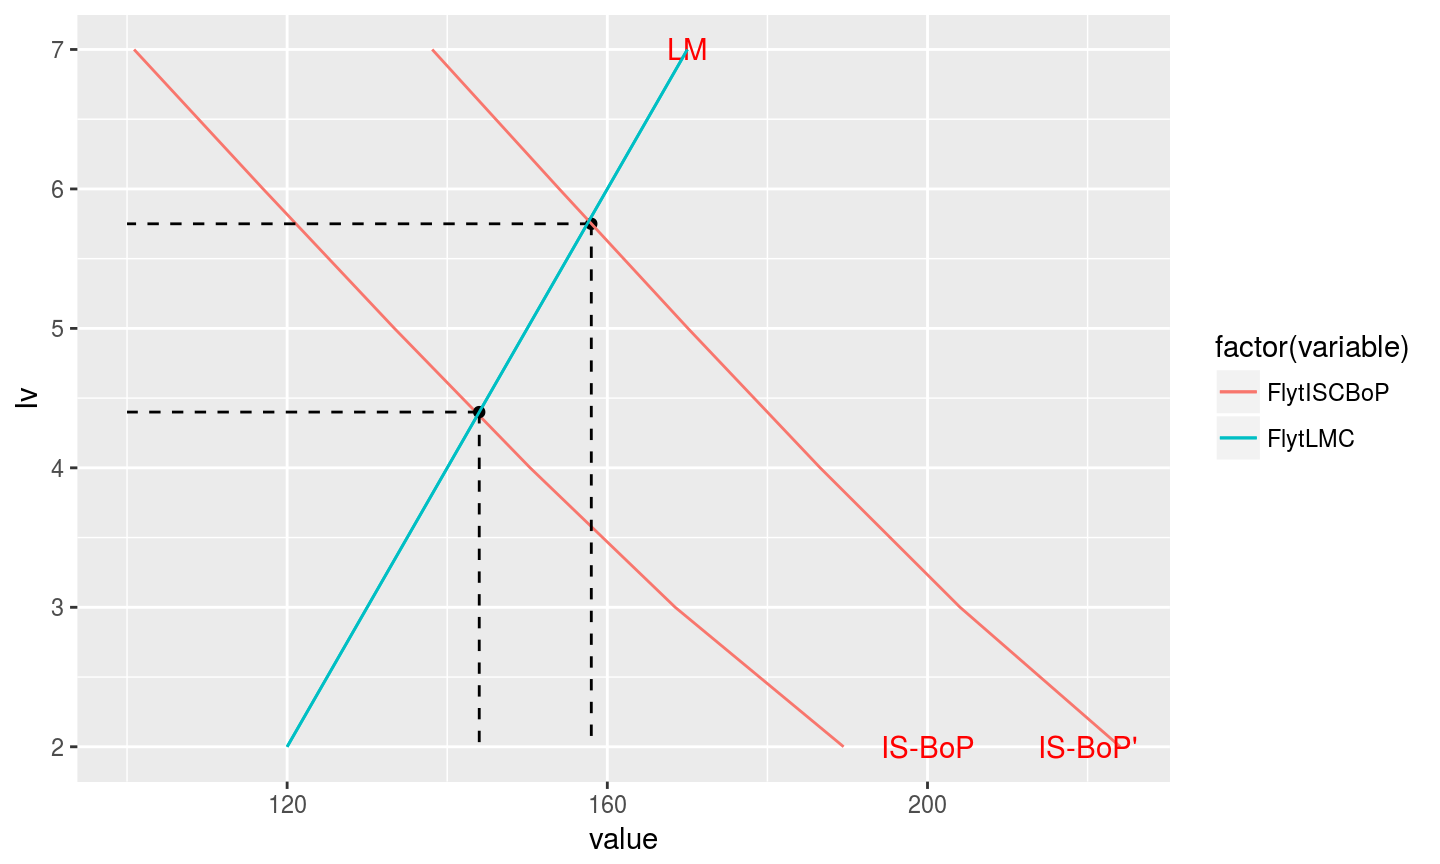 7
6
5
4
3
2
Iv
LM
IS-BoP
IS-BoP'
120
160
200
value
factor(variable)
FlytISCBoP
FlytLMC